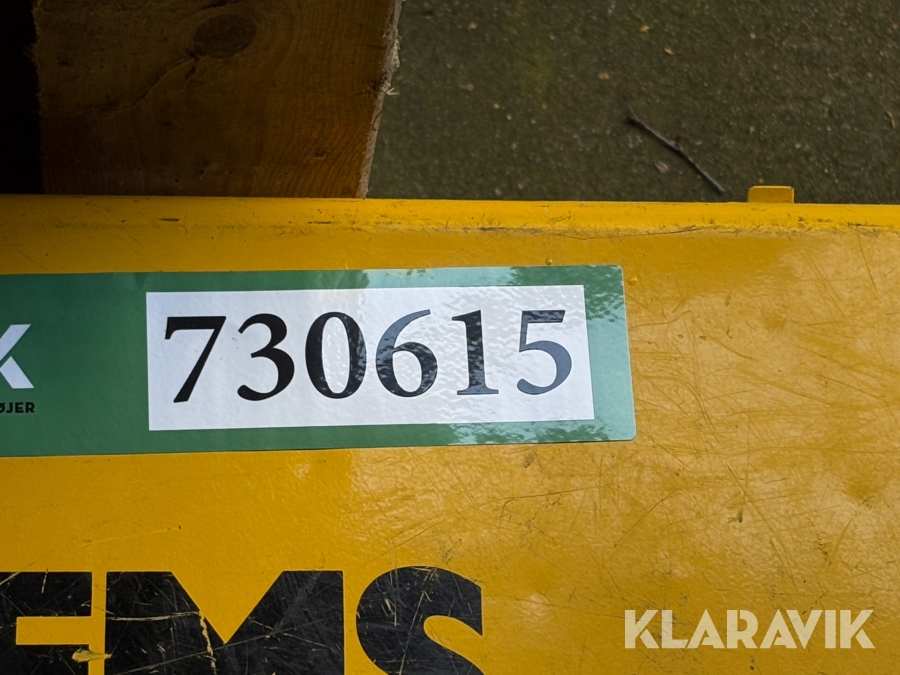 730615
ØJER
EMS
KLARAVIK